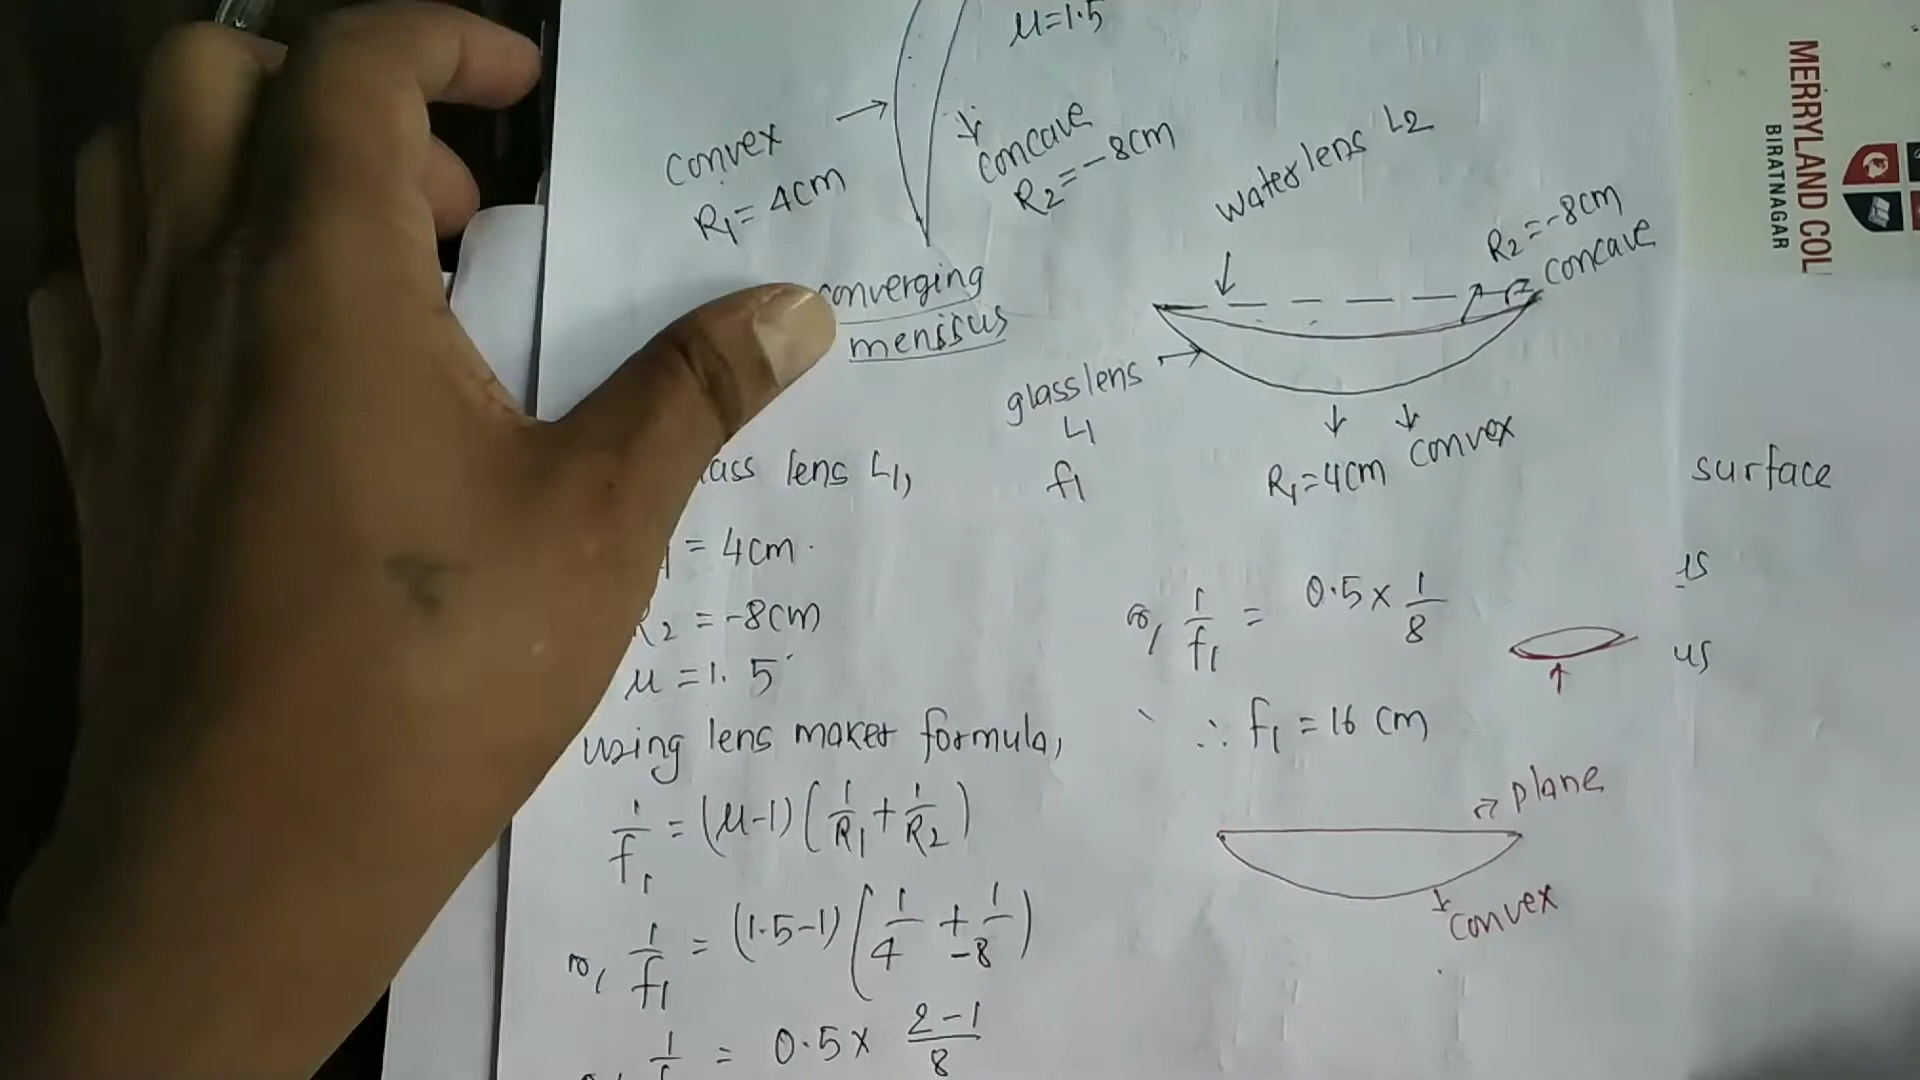 μ=1.5
convex
R1 = 4cm
concave
R2 = -8cm
converging
menisus
water lens L2
R2 = -8cm
concave
glass lens
L1
f1
R1 = 4cm
convex
lass lens L1,
= 4cm.
R2 = -8cm
μ = 1.5
using lens maker formula,
1/f1 = (μ-1)(1/R1 + 1/R2)
or, 1/f1 = (1.5-1)(1/4 + 1/-8)
1/f = 0.5 x 2-1/8
or, 1/f1 = 0.5 x 1/8
∴ f1 = 16 cm
plane
convex
surface
is
us
MERRYLAND COL
BIRATNAGAR